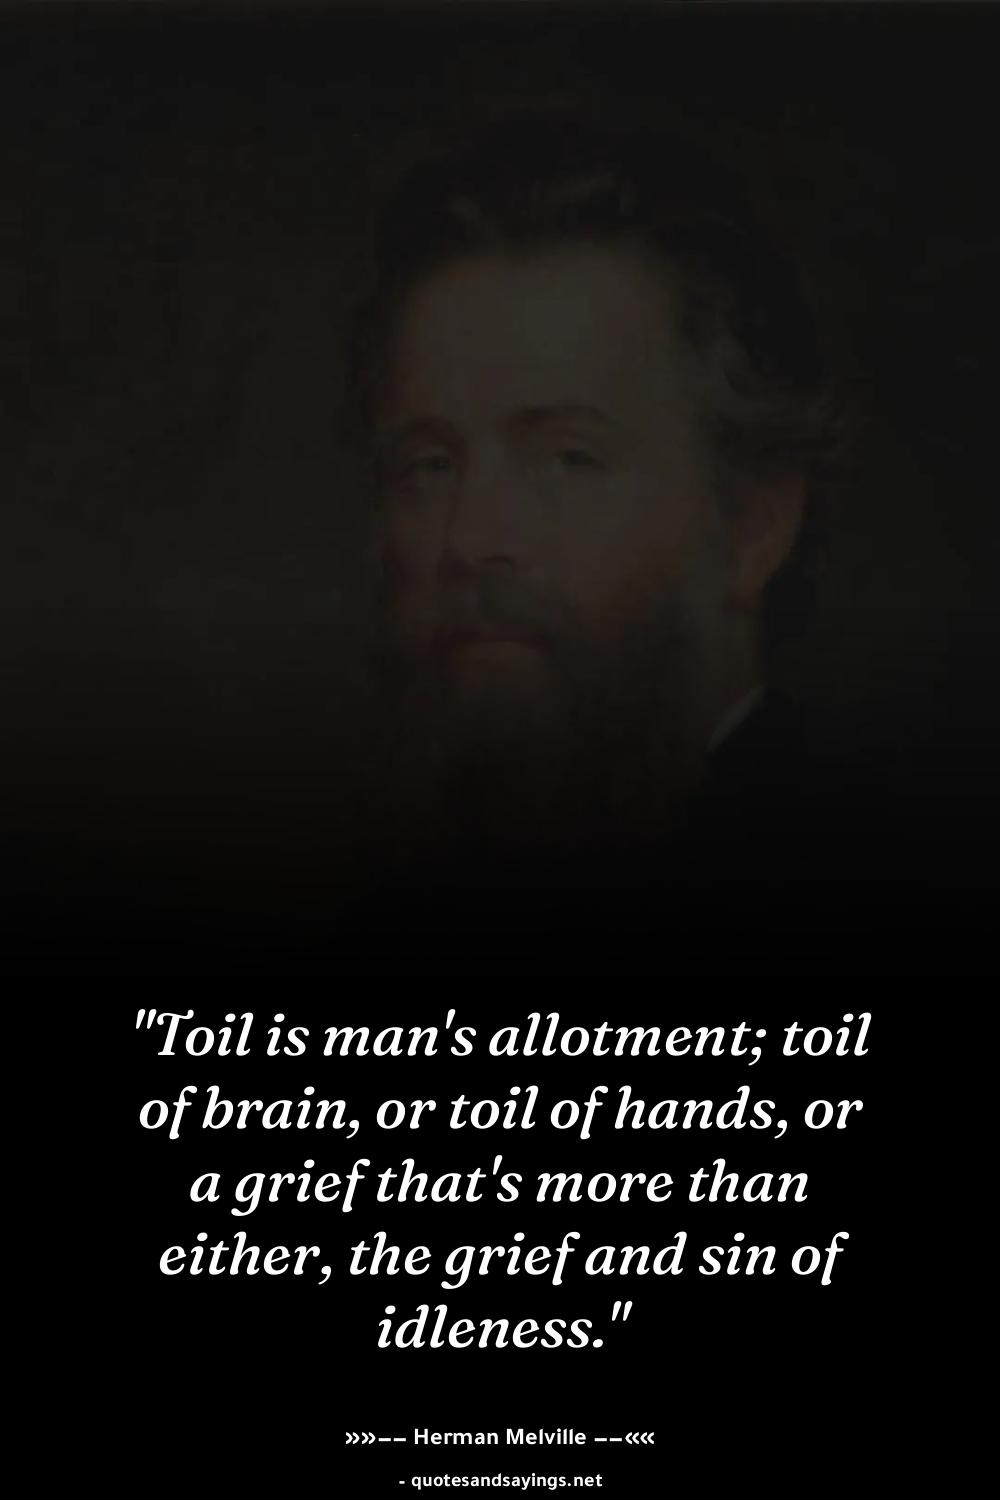 "Toil is man's allotment; toil
of brain, or toil of hands, or
a grief that's more than
either, the grief and sin of
idleness."
»»–– Herman Melville ––««
- quotesandsayings.net